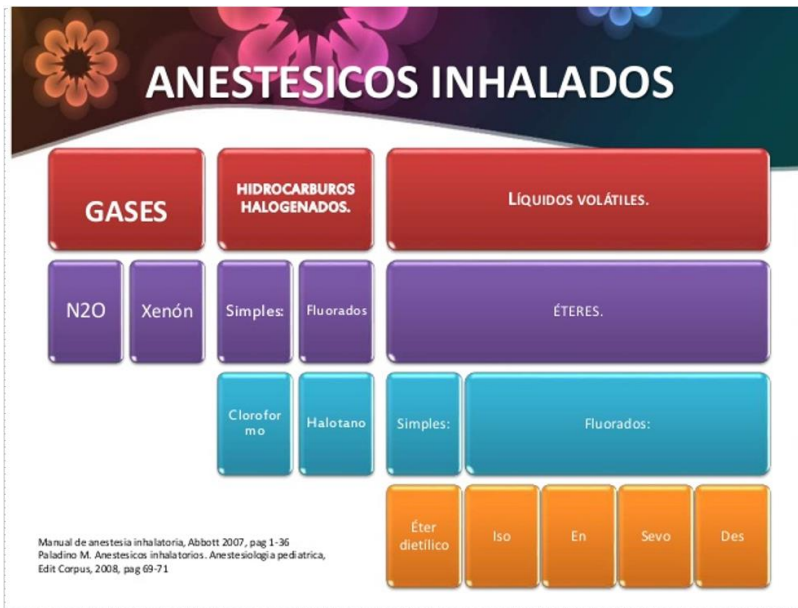 ANESTESICOS INHALADOS
GASES
HIDROCARBUROS
HALOGENADOS.
LÍQUIDOS VOLÁTILES.
N2O
Xenón
Simples:
Fluorados
ÉTERES.
Clorofor
mo
Halotano
Simples:
Fluorados:
Éter
dietílico
Iso
En
Sevo
Des
Manual de anestesia inhalatoria, Abbott 2007, pag 1-36
Paladino M. Anestesicos inhalatorios. Anestesiologia pediatrica,
Edit Corpus, 2008, pag 69-71